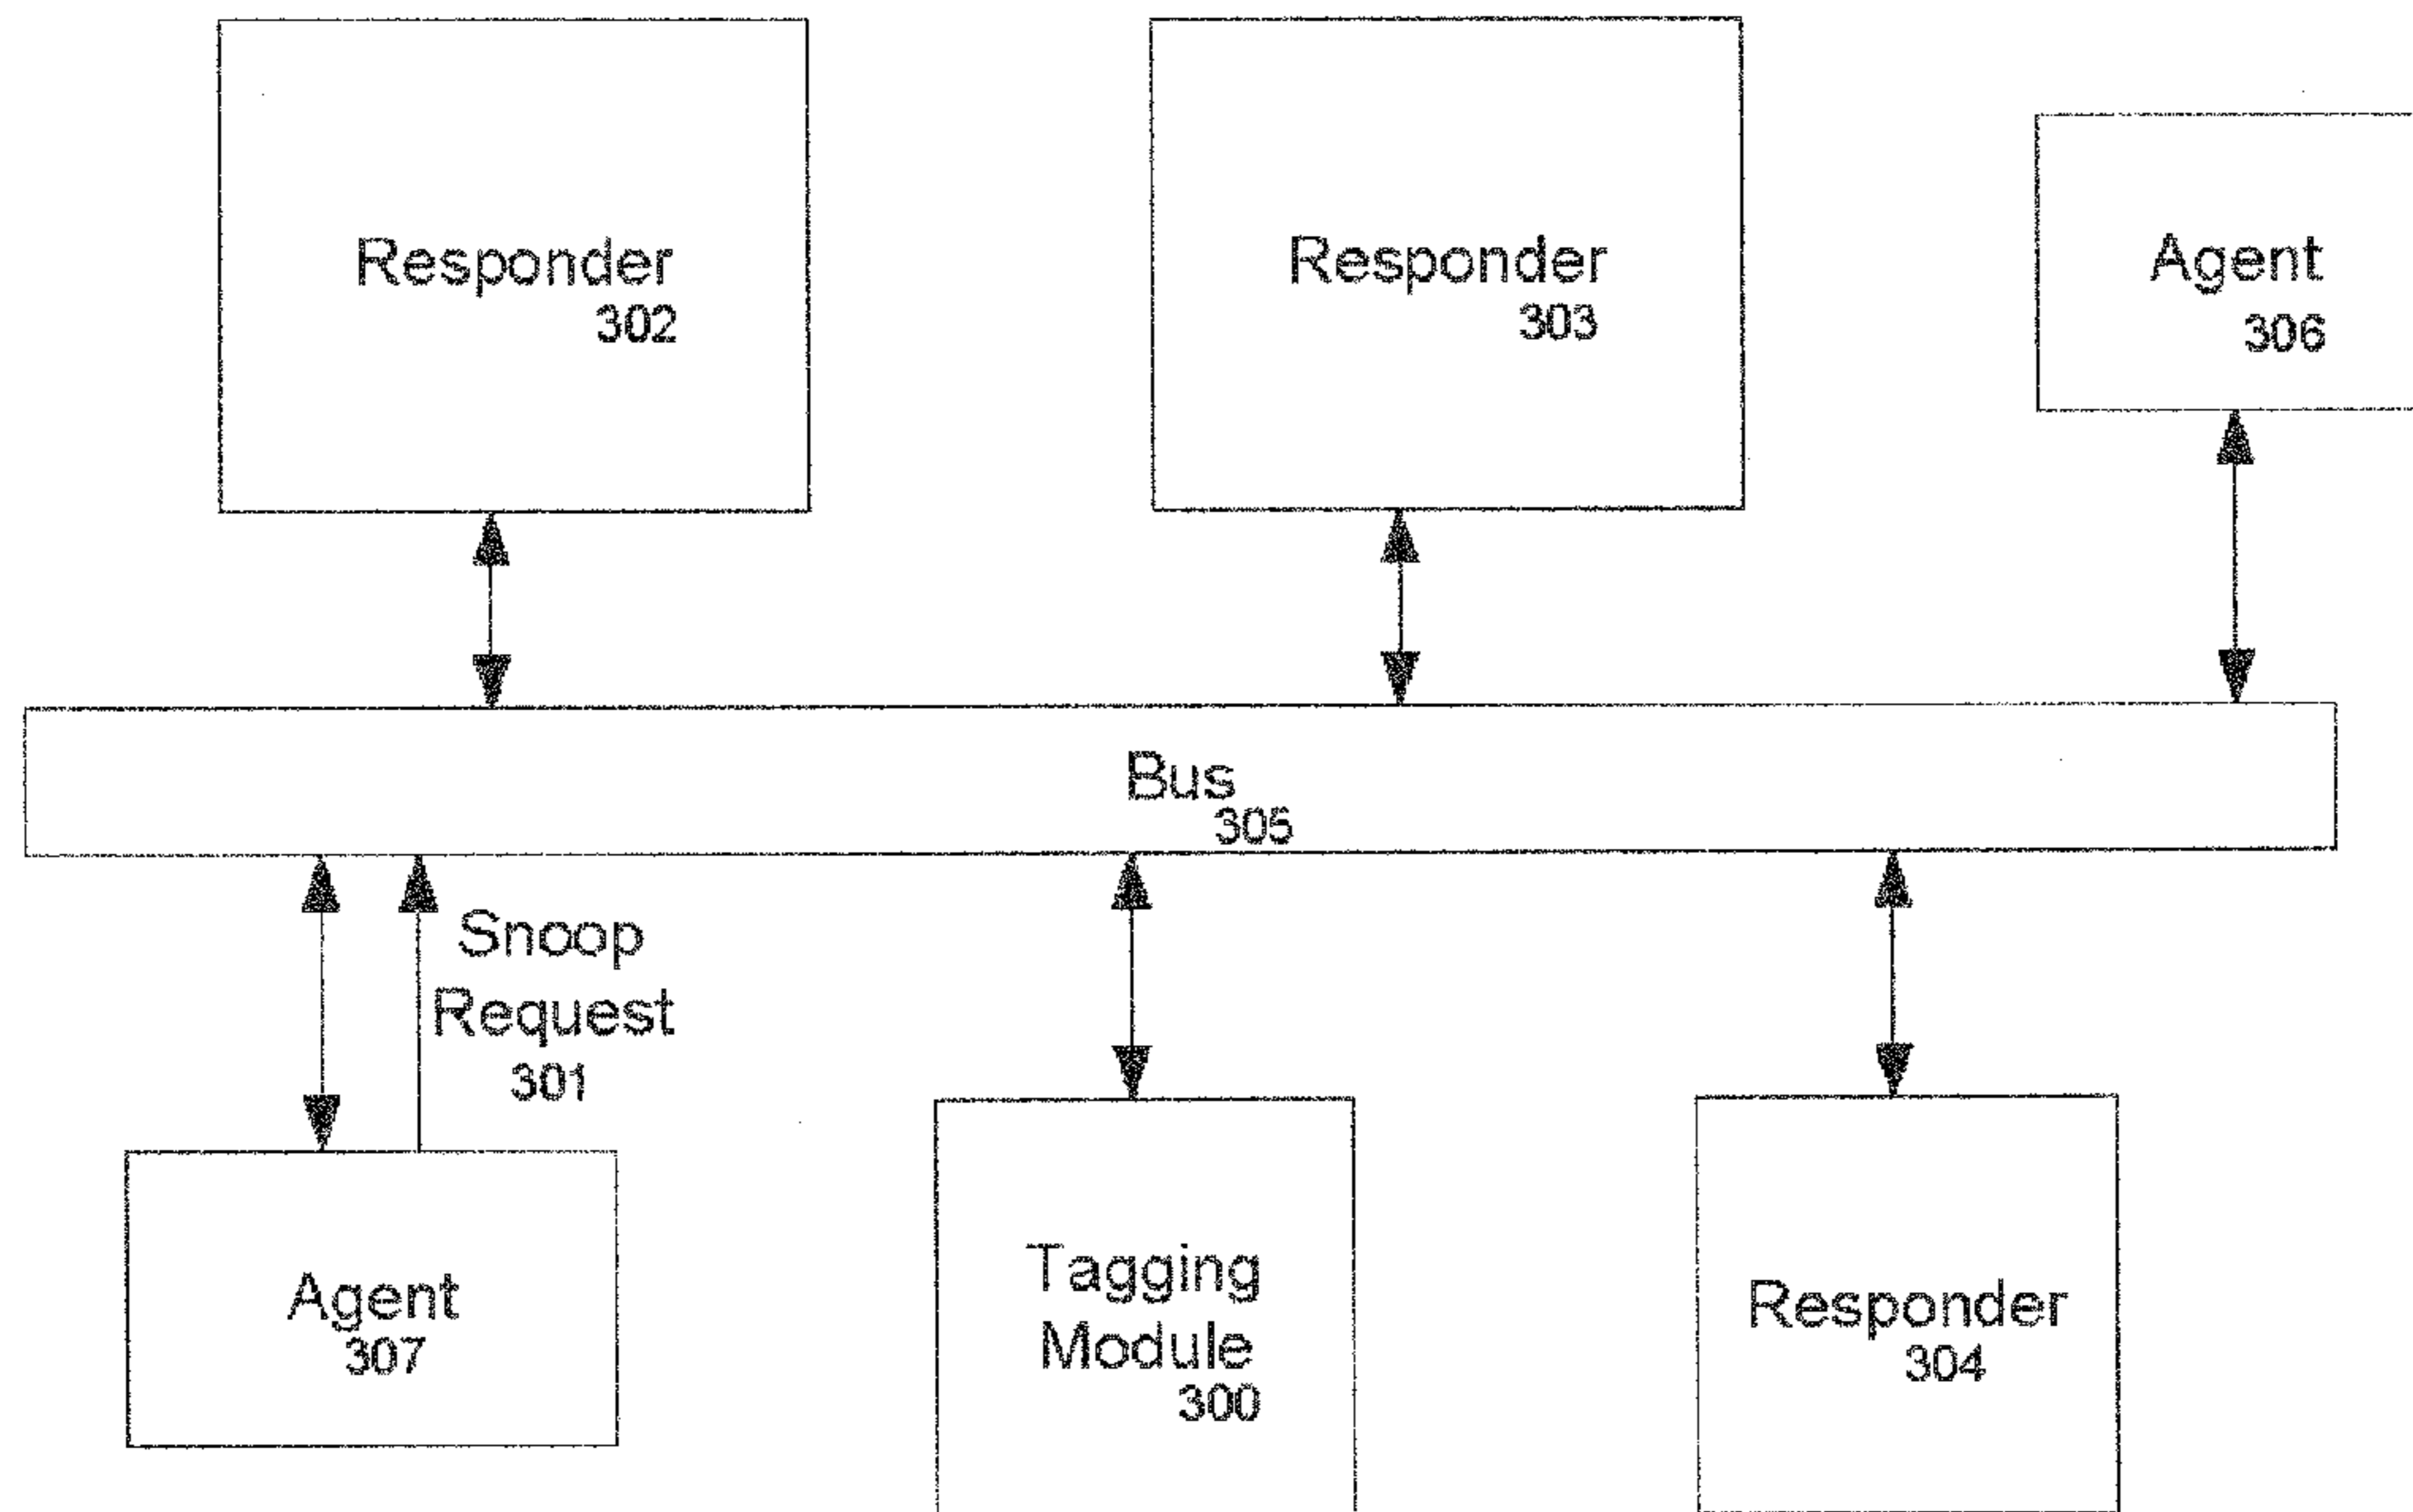 Responder
302
Responder
303
Agent
306
Bus
305
Snoop
Request
301
Agent
307
Tagging
Module
300
Responder
304